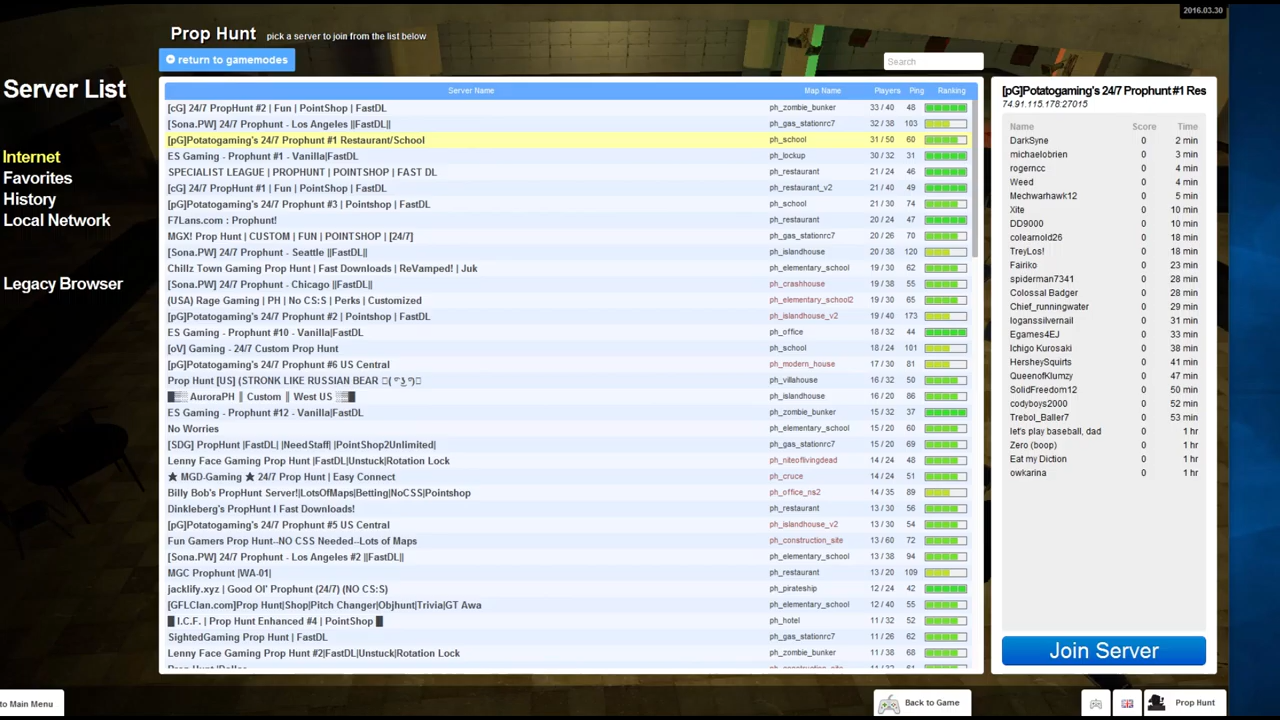 2016.03.30
Prop Hunt pick a server to join from the list below
return to gamemodes
Search
Server List
Internet
Favorites
History
Local Network
Legacy Browser
Server Name Map Name Players Ping Ranking
[cG] 24/7 PropHunt #2 | Fun | PointShop | FastDL ph_zombie_bunker 33 / 40 48
[Sona.PW] 24/7 Prophunt - Los Angeles ||FastDL|| ph_gas_stationrc7 32 / 38 103
[pG]Potatogaming's 24/7 Prophunt #1 Restaurant/School ph_school 31 / 50 60
ES Gaming - Prophunt #1 - Vanilla|FastDL ph_lockup 30 / 32 31
SPECIALIST LEAGUE | PROPHUNT | POINTSHOP | FAST DL ph_restaurant 21 / 24 46
[cG] 24/7 PropHunt #1 | Fun | PointShop | FastDL ph_restaurant_v2 21 / 40 49
[pG]Potatogaming's 24/7 Prophunt #3 | Pointshop | FastDL ph_school 21 / 30 74
F7Lans.com : Prophunt! ph_restaurant 20 / 24 47
MGX! Prop Hunt | CUSTOM | FUN | POINTSHOP | [24/7] ph_gas_stationrc7 20 / 26 70
[Sona.PW] 24/7 Prophunt - Seattle ||FastDL|| ph_islandhouse 20 / 38 120
Chillz Town Gaming Prop Hunt | Fast Downloads | ReVamped! | Juk ph_elementary_school 19 / 30 62
[Sona.PW] 24/7 Prophunt - Chicago ||FastDL|| ph_crashhouse 19 / 38 55
(USA) Rage Gaming | PH | No CS:S | Perks | Customized ph_elementary_school2 19 / 30 65
[pG]Potatogaming's 24/7 Prophunt #2 | Pointshop | FastDL ph_islandhouse_v2 19 / 40 173
ES Gaming - Prophunt #10 - Vanilla|FastDL ph_office 18 / 32 44
[oV] Gaming - 24/7 Custom Prop Hunt ph_school 18 / 24 101
[pG]Potatogaming's 24/7 Prophunt #6 US Central ph_modern_house 17 / 30 81
Prop Hunt [US] (STRONK LIKE RUSSIAN BEAR ph_villahouse 16 / 32 50
AuroraPH ║ Custom ║ West US ph_islandhouse 16 / 20 86
ES Gaming - Prophunt #12 - Vanilla|FastDL ph_zombie_bunker 15 / 32 37
No Worries ph_elementary_school 15 / 20 60
[SDG] PropHunt |FastDL| |NeedStaff| |PointShop2Unlimited| ph_gas_stationrc7 15 / 20 69
Lenny Face Gaming Prop Hunt |FastDL|Unstuck|Rotation Lock ph_niteoflivingdead 14 / 24 48
★ MGD-Gaming ★ 24/7 Prop Hunt | Easy Connect ph_cruce 14 / 24 51
Billy Bob's PropHunt Server!|LotsOfMaps|Betting|NoCSS|Pointshop ph_office_ns2 14 / 35 89
Dinkleberg's PropHunt I Fast Downloads! ph_restaurant 13 / 30 56
[pG]Potatogaming's 24/7 Prophunt #5 US Central ph_islandhouse_v2 13 / 30 54
Fun Gamers Prop Hunt--NO CSS Needed--Lots of Maps ph_construction_site 13 / 60 72
[Sona.PW] 24/7 Prophunt - Los Angeles #2 ||FastDL|| ph_elementary_school 13 / 38 94
MGC Prophunt |WA-01| ph_restaurant 13 / 20 109
jacklify.xyz | Good Ol' Prophunt (24/7) (NO CS:S) ph_pirateship 12 / 24 42
[GFLClan.com]Prop Hunt|Shop|Pitch Changer|Objhunt|Trivia|GT Awa ph_elementary_school 12 / 40 55
█ I.C.F. | Prop Hunt Enhanced #4 | PointShop █ ph_hotel 11 / 32 52
SightedGaming Prop Hunt | FastDL ph_gas_stationrc7 11 / 26 62
Lenny Face Gaming Prop Hunt #2|FastDL|Unstuck|Rotation Lock ph_zombie_bunker 11 / 38 68
[pG]Potatogaming's 24/7 Prophunt #1 Res
74.91.115.178:27015
Name Score Time
DarkSyne 0 2 min
michaelobrien 0 3 min
rogerncc 0 4 min
Weed 0 4 min
Mechwarhawk12 0 5 min
Xite 0 10 min
DD9000 0 10 min
colearnold26 0 18 min
TreyLos! 0 18 min
Fairiko 0 23 min
spiderman7341 0 28 min
Colossal Badger 0 28 min
Chief_runningwater 0 29 min
loganssilvernail 0 31 min
Egames4EJ 0 33 min
Ichigo Kurosaki 0 38 min
HersheySquirts 0 41 min
QueenofKlumzy 0 47 min
SolidFreedom12 0 50 min
codyboys2000 0 52 min
Trebol_Baller7 0 53 min
let's play baseball, dad 0 1 hr
Zero (boop) 0 1 hr
Eat my Diction 0 1 hr
owkarina 0 1 hr
Join Server
to Main Menu
Back to Game
Prop Hunt